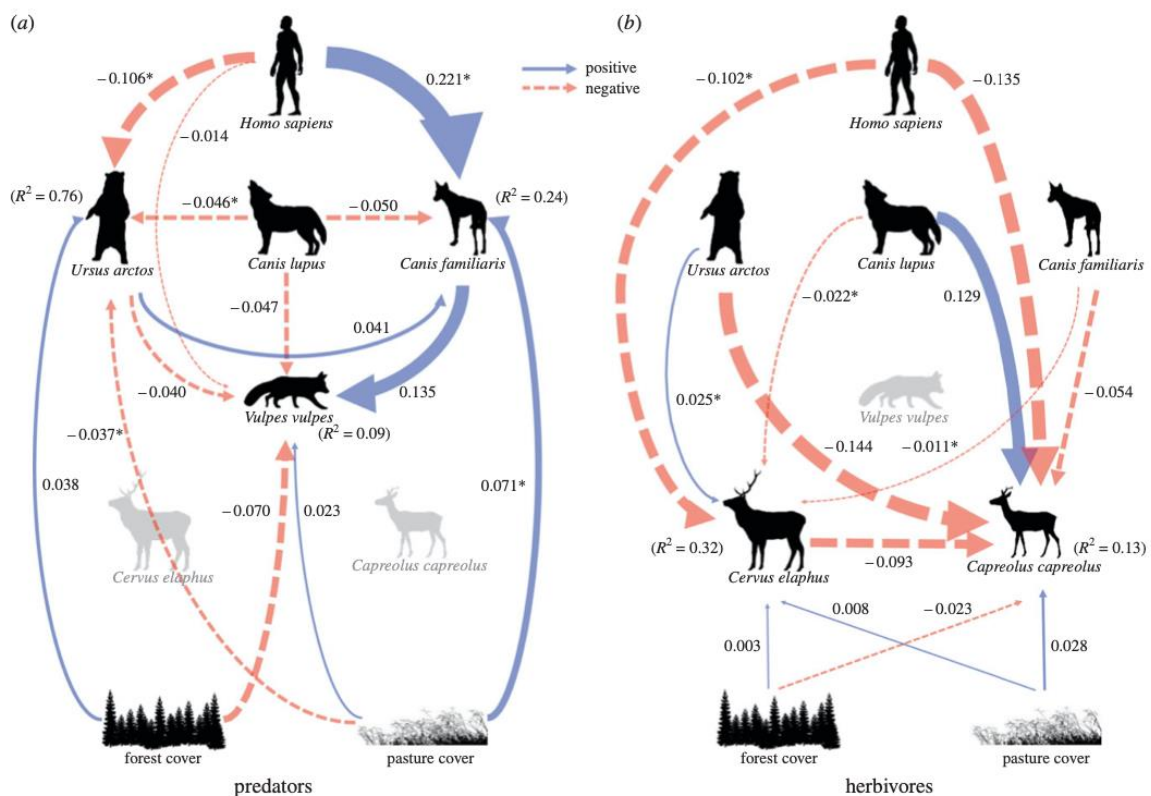 (a)
− 0.106*
0.221*
positive
negative
Homo sapiens
− 0.014
(R² = 0.76)
− 0.046*
− 0.050
(R² = 0.24)
Ursus arctos
Canis lupus
Canis familiaris
− 0.047
0.041
− 0.040
0.135
Vulpes vulpes
(R² = 0.09)
− 0.037*
0.038
− 0.070
0.023
0.071*
Cervus elaphus
Capreolus capreolus
forest cover
pasture cover
predators
(b)
− 0.102*
− 0.135
Homo sapiens
Ursus arctos
Canis lupus
Canis familiaris
− 0.022*
0.129
0.025*
− 0.054
Vulpes vulpes
− 0.144
− 0.011*
(R² = 0.32)
(R² = 0.13)
− 0.093
Cervus elaphus
Capreolus capreolus
0.008
− 0.023
0.003
0.028
forest cover
pasture cover
herbivores